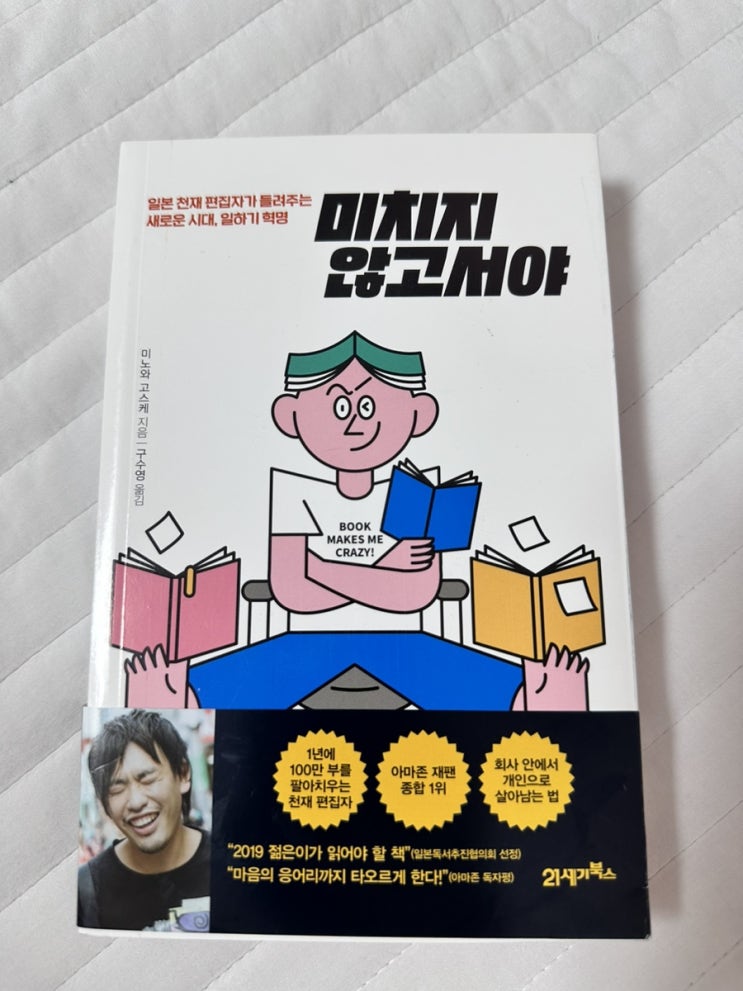 일본 천재 편집자가 들려주는
새로운 시대, 일하기 혁명
미치지
않고서야
미노와 고스케 지음 | 구수영 옮김
BOOK
MAKES ME
CRAZY!
1년에
100만 부를
팔아치우는
천재 편집자
아마존 재팬
종합 1위
회사 안에서
개인으로
살아남는 법
“2019 젊은이가 읽어야 할 책”(일본독서추진협의회 선정)
“마음의 응어리까지 타오르게 한다!”(아마존 독자평)
21세기북스